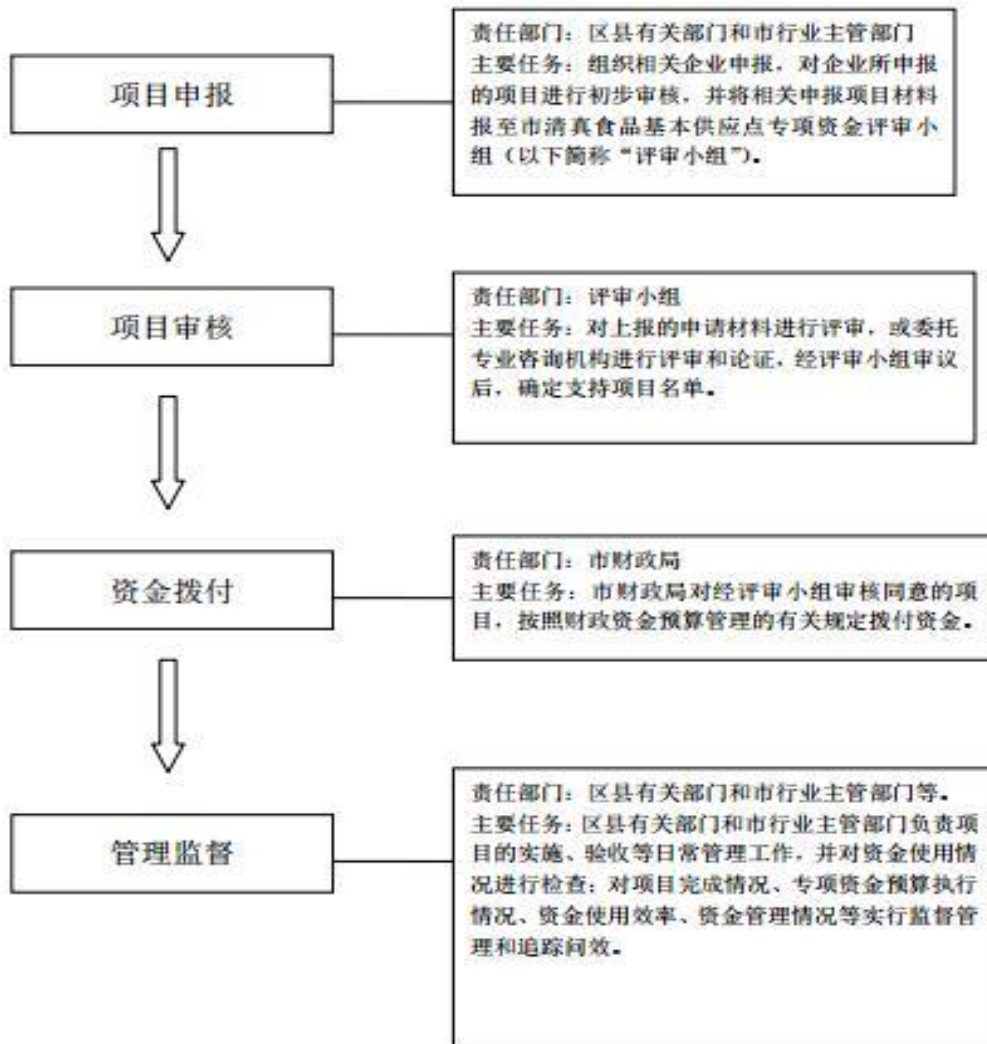 项目申报
责任部门：区县有关部门和市行业主管部门
主要任务：组织相关企业申报，对企业所申报
的项目进行初步审核，并将相关申报项目材料
报至市清真食品基本供应点专项资金评审小
组（以下简称“评审小组”）。
项目审核
责任部门：评审小组
主要任务：对上报的申请材料进行评审，或委托
专业咨询机构进行评审和论证，经评审小组审议
后，确定支持项目名单。
资金拨付
责任部门：市财政局
主要任务：市财政局对经评审小组审核同意的项
目，按照财政资金预算管理的有关规定拨付资金。
管理监督
责任部门：区县有关部门和市行业主管部门等。
主要任务：区县有关部门和市行业主管部门负责项
目的实施、验收等日常管理工作，并对资金使用情
况进行检查；对项目完成情况、专项资金预算执行
情况、资金使用效率、资金管理情况等实行监督管
理和追踪问效。